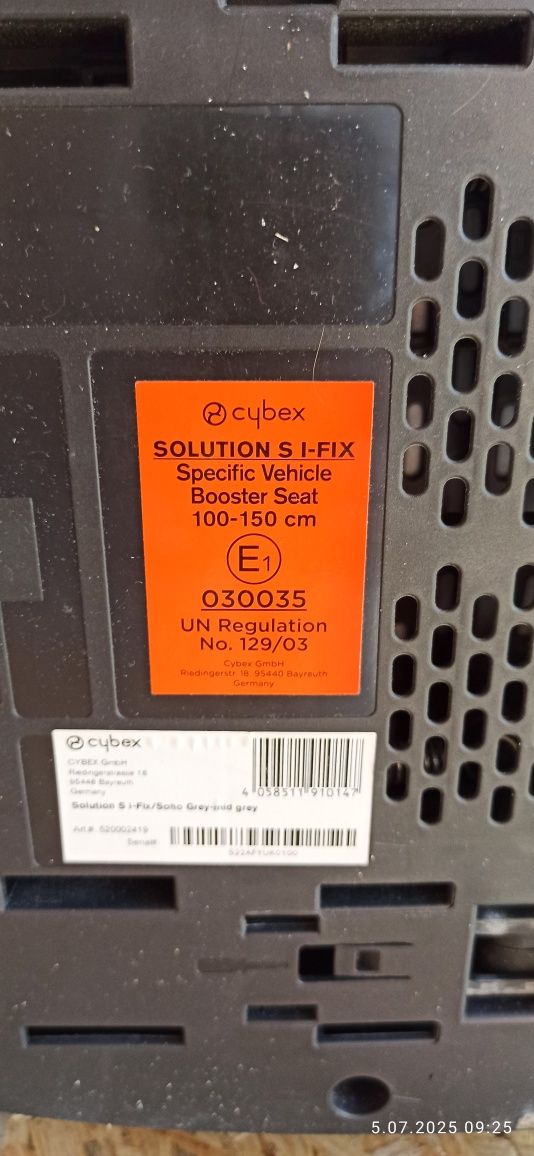 cybex
SOLUTION S I-FIX
Specific Vehicle
Booster Seat
100-150 cm
E1
030035
UN Regulation
No. 129/03
Cybex GmbH
Riedingerstr. 18, 95440 Bayreuth
Germany
cybex
CYBEX GmbH
Riedingerstrasse 18
95448 Bayreuth
Germany
4 058511 910147
Solution S i-Fix/Soho Grey-mid grey
Art.#: 520002419
Serial#:
5.07.2025 09:25